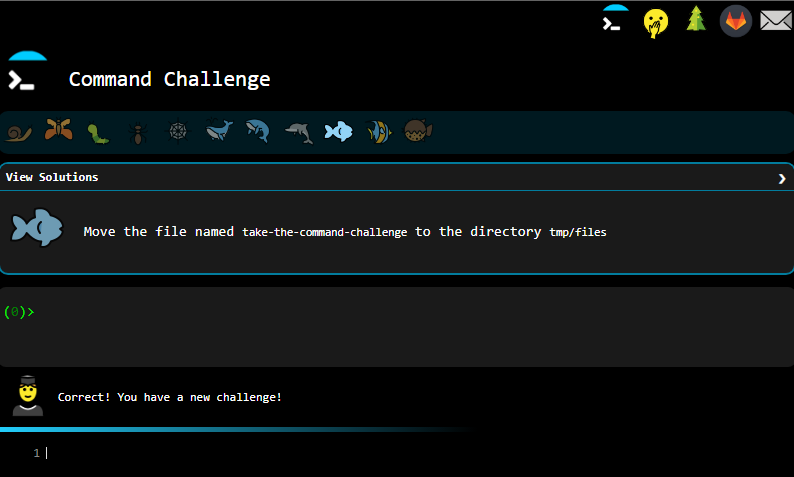 Command Challenge
View Solutions
Move the file named take-the-command-challenge to the directory tmp/files
(0)>
Correct! You have a new challenge!
1